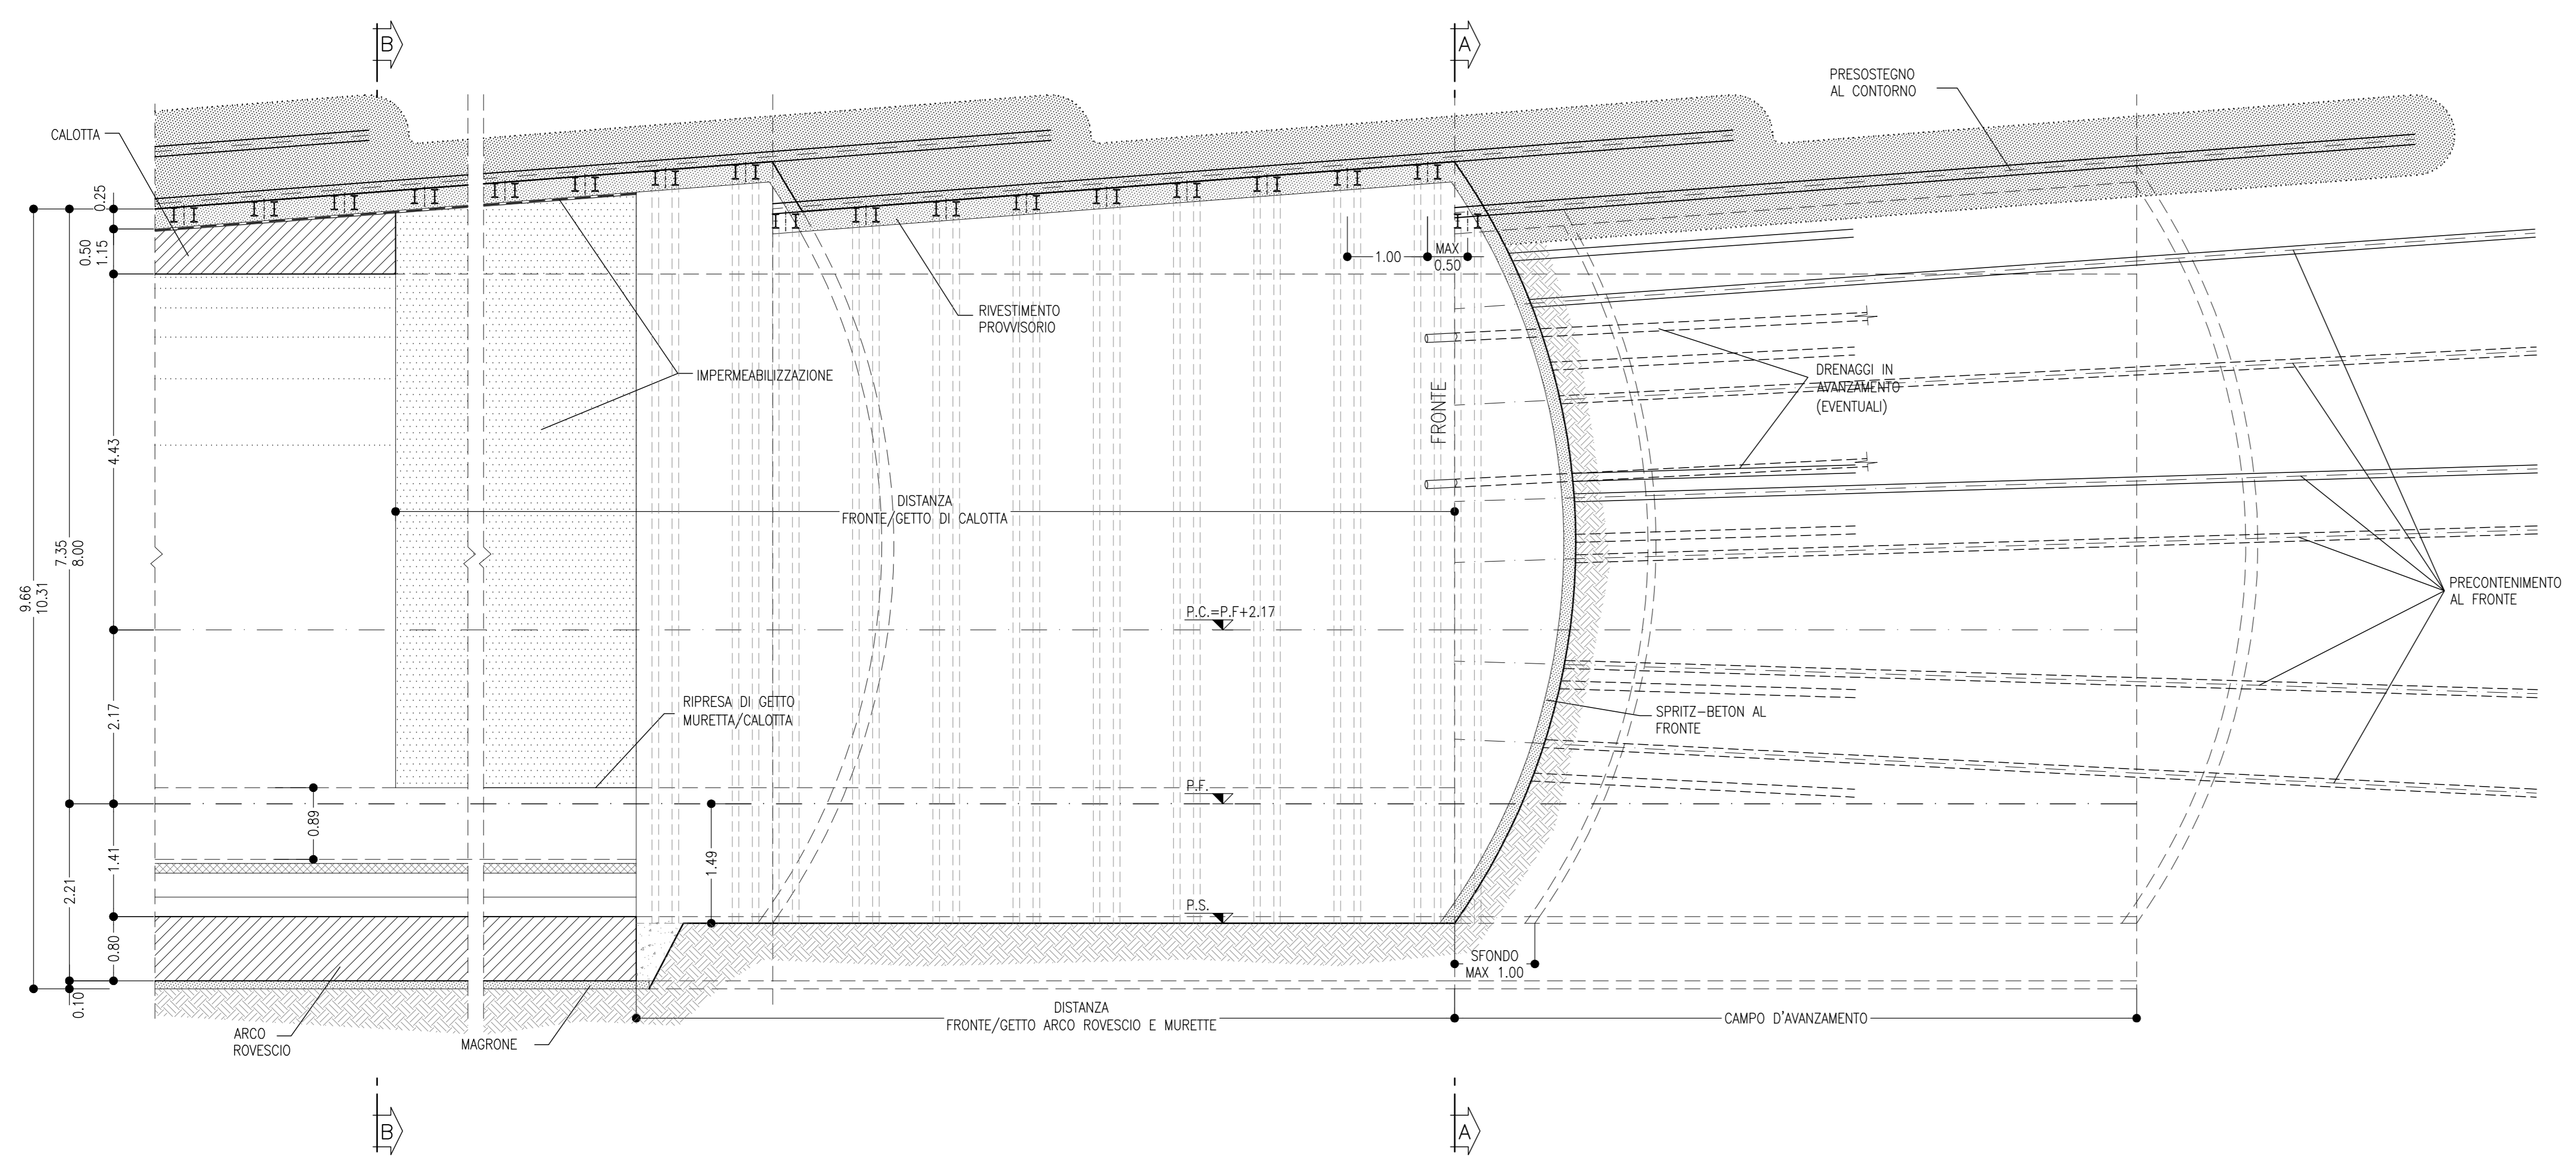 B
A
PRESOSTEGNO
AL CONTORNO
CALOTTA
0.25
0.50
1.15
1.00
MAX
0.50
RIVESTIMENTO
PROVVISORIO
IMPERMEABILIZZAZIONE
DRENAGGI IN
AVANZAMENTO
(EVENTUALI)
FRONTE
4.43
DISTANZA
FRONTE/GETTO DI CALOTTA
7.35
8.00
9.66
10.31
PRECONTENIMENTO
AL FRONTE
P.C.=P.F+2.17
2.17
RIPRESA DI GETTO
MURETTA/CALOTTA
SPRITZ-BETON AL
FRONTE
P.F.
0.89
1.41
1.49
2.21
P.S.
0.80
SFONDO
MAX 1.00
0.10
DISTANZA
FRONTE/GETTO ARCO ROVESCIO E MURETTE
CAMPO D'AVANZAMENTO
ARCO
ROVESCIO
MAGRONE
B
A